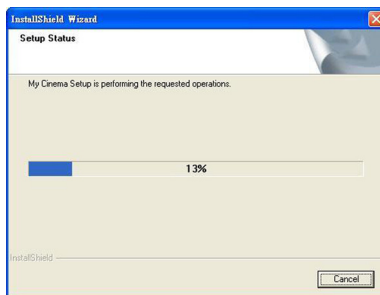 InstallShield Wizard
Setup Status
My Cinema Setup is performing the requested operations.
13%
InstallShield
Cancel